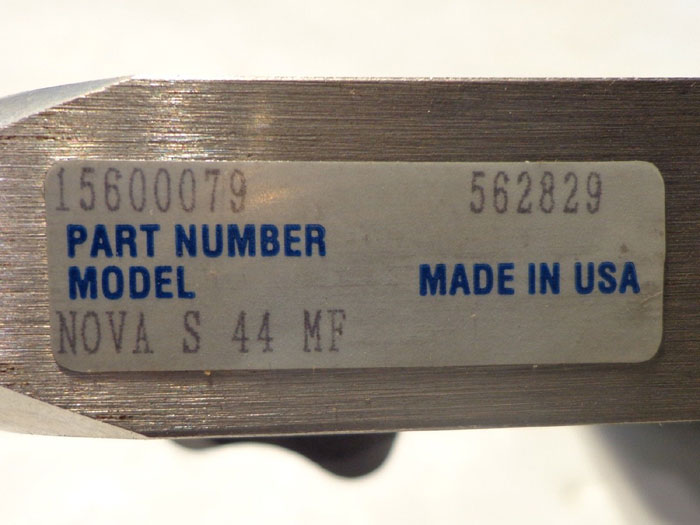 15600079 562829
PART NUMBER
MODEL MADE IN USA
NOVA S 44 MF